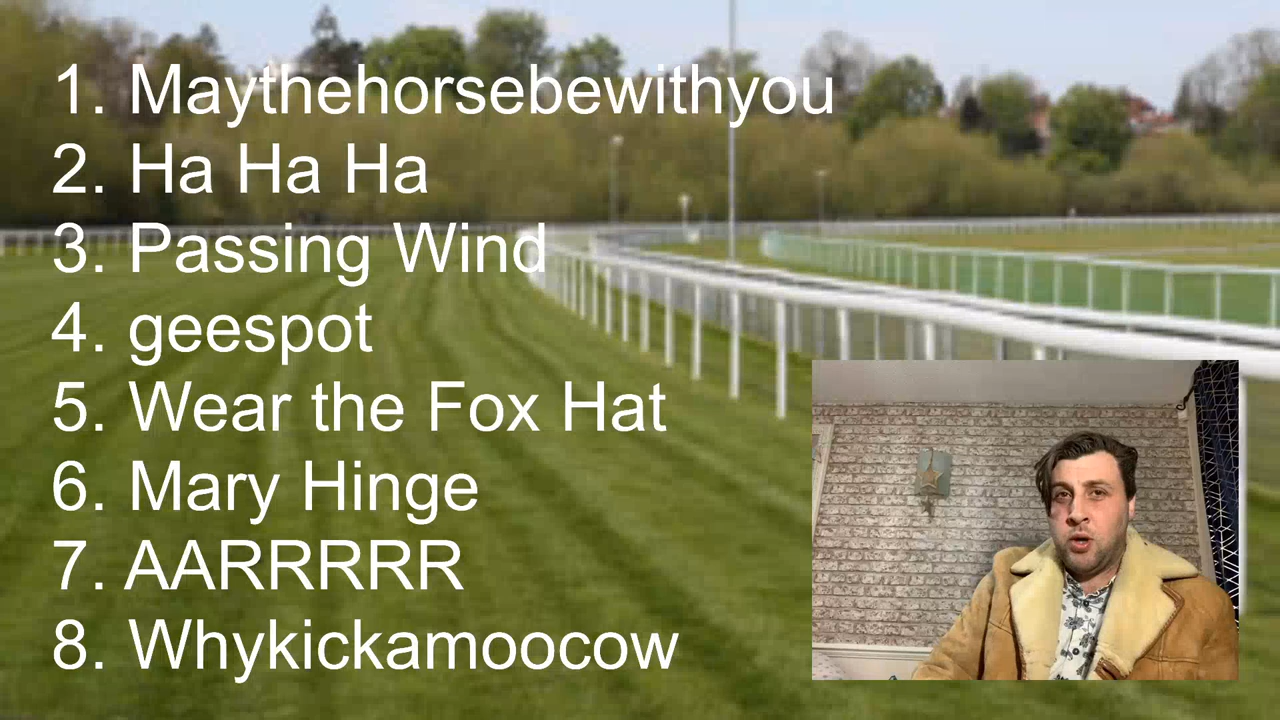 1. Maythehorsebewithyou
2. Ha Ha Ha
3. Passing Wind
4. geespot
5. Wear the Fox Hat
6. Mary Hinge
7. AARRRRR
8. Whykickamoocow